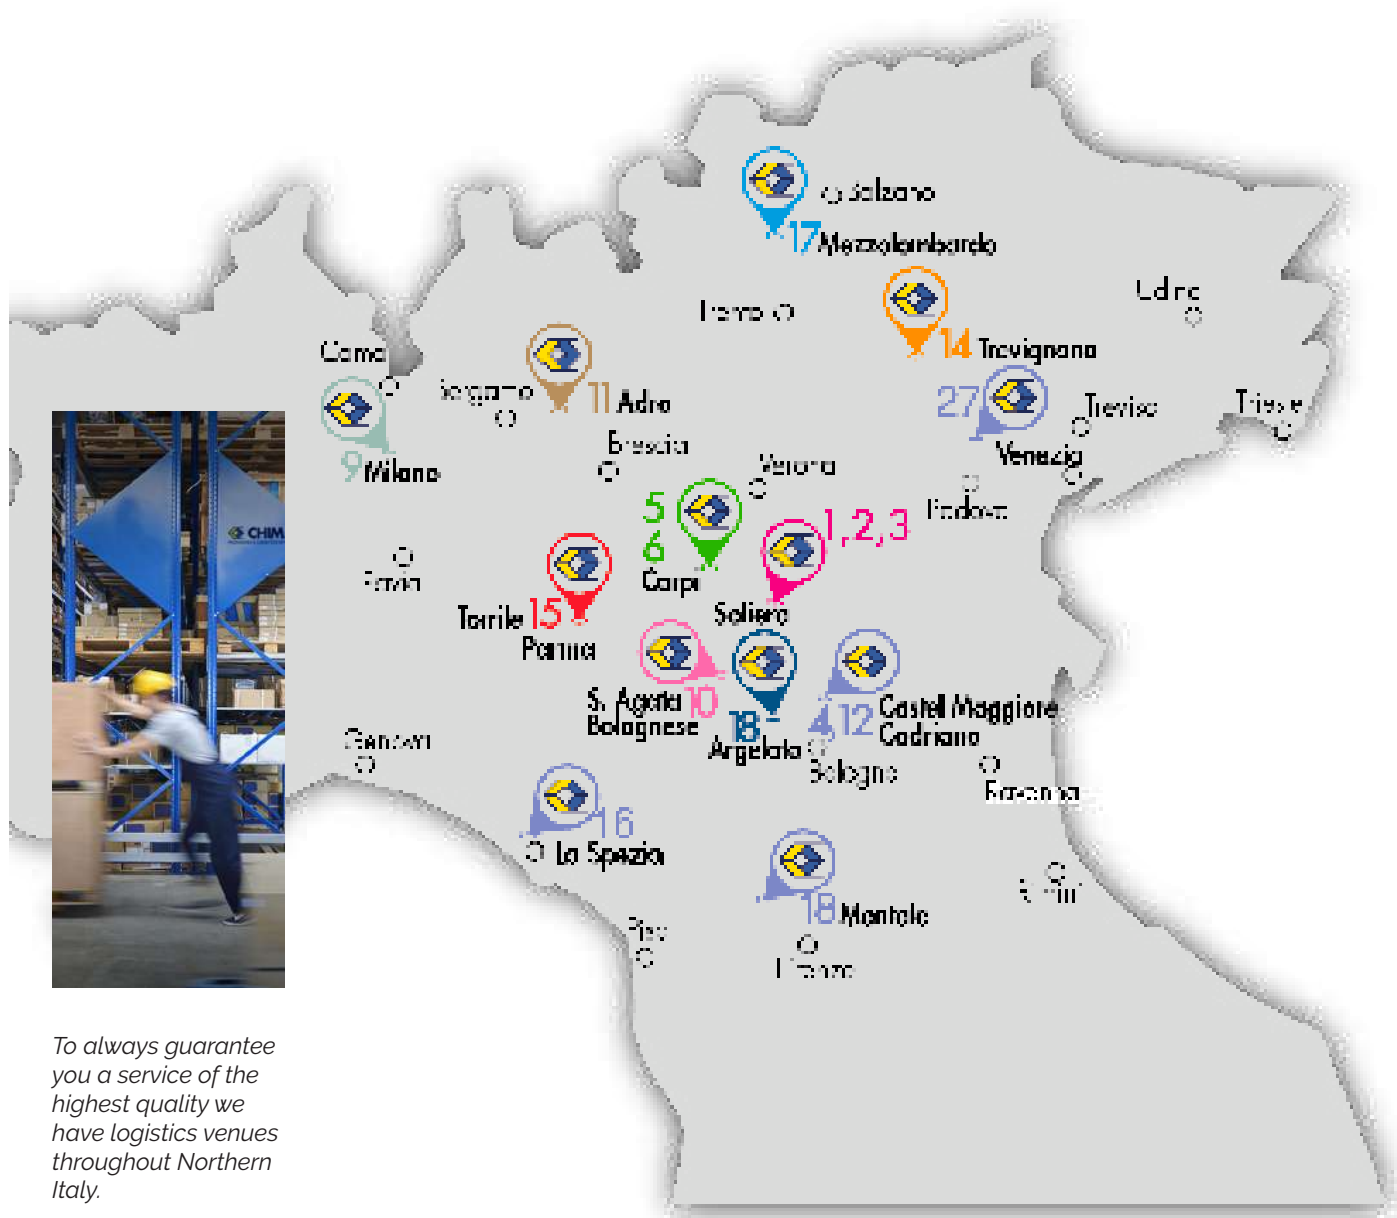 Bolzano
17 Mezzolombardo
Udine
Trento
14 Trevignano
Como
Bergamo
11 Adro
27
Treviso
Trieste
Venezia
9 Milano
Brescia
Verona
Padova
5
6
Carpi
1,2,3
Soliera
CHIM
Pavia
Torrile 15
Parma
S. Agata
Bolognese
10
18
Argelato
4,12
Castel Maggiore
Cadriano
Bologna
Genova
Ravenna
16
La Spezia
Rimini
18 Montale
Pisa
Firenze
To always guarantee
you a service of the
highest quality we
have logistics venues
throughout Northern
Italy.